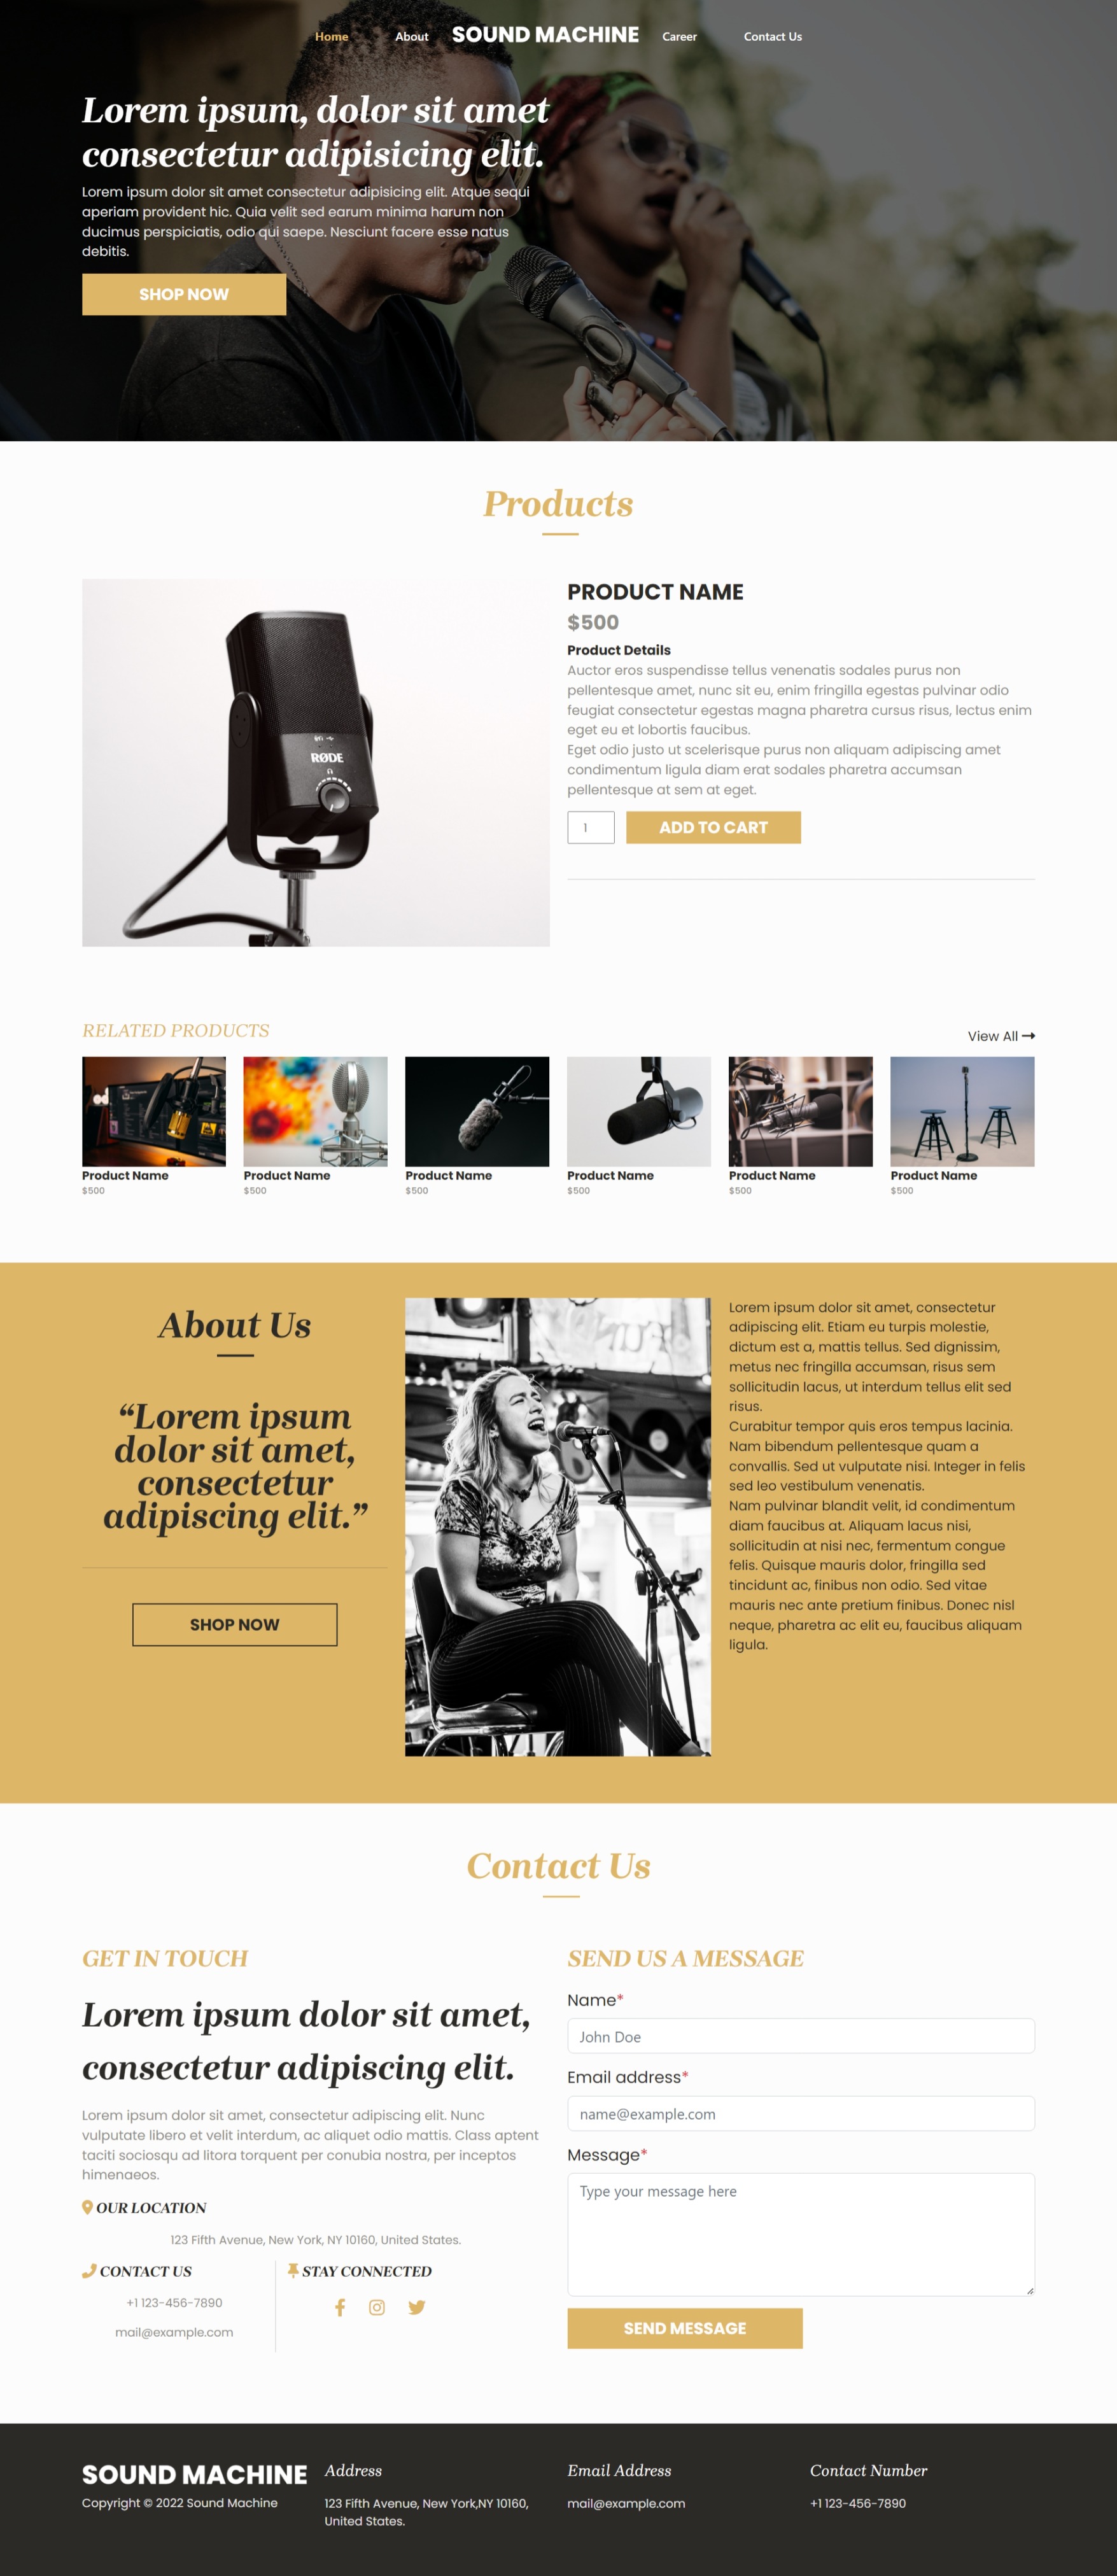 Home About SOUND MACHINE Career Contact Us
Lorem ipsum, dolor sit amet
consectetur adipisicing elit.
Lorem ipsum dolor sit amet consectetur adipisicing elit. Atque sequi
aperiam provident hic. Quia velit sed earum minima harum non
ducimus perspiciatis, odio qui saepe. Nesciunt facere esse natus
debitis.
SHOP NOW
Products
RØDE
PRODUCT NAME
$500
Product Details
Auctor eros suspendisse tellus venenatis sodales purus non
pellentesque amet, nunc sit eu, enim fringilla egestas pulvinar odio
feugiat consectetur egestas magna pharetra cursus risus, lectus enim
eget eu et lobortis faucibus.
Eget odio justo ut scelerisque purus non aliquam adipiscing amet
condimentum ligula diam erat sodales pharetra accumsan
pellentesque at sem at eget.
1 ADD TO CART
RELATED PRODUCTS
View All
Product Name Product Name Product Name Product Name Product Name Product Name
$500 $500 $500 $500 $500 $500
About Us
“Lorem ipsum
dolor sit amet,
consectetur
adipiscing elit.”
SHOP NOW
Lorem ipsum dolor sit amet, consectetur
adipiscing elit. Etiam eu turpis molestie,
dictum est a, mattis tellus. Sed dignissim,
metus nec fringilla accumsan, risus sem
sollicitudin lacus, ut interdum tellus elit sed
risus.
Curabitur tempor quis eros tempus lacinia.
Nam bibendum pellentesque quam a
convallis. Sed ut vulputate nisi. Integer in felis
sed leo vestibulum venenatis.
Nam pulvinar blandit velit, id condimentum
diam faucibus at. Aliquam lacus nisi,
sollicitudin at nisi nec, fermentum congue
felis. Quisque mauris dolor, fringilla sed
tincidunt ac, finibus non odio. Sed vitae
mauris nec ante pretium finibus. Donec nisl
neque, pharetra ac elit eu, faucibus aliquam
ligula.
Contact Us
GET IN TOUCH
Lorem ipsum dolor sit amet,
consectetur adipiscing elit.
Lorem ipsum dolor sit amet, consectetur adipiscing elit. Nunc
vulputate libero et velit interdum, ac aliquet odio mattis. Class aptent
taciti sociosqu ad litora torquent per conubia nostra, per inceptos
himenaeos.
OUR LOCATION
123 Fifth Avenue, New York, NY 10160, United States.
CONTACT US
+1 123-456-7890
mail@example.com
STAY CONNECTED
SEND US A MESSAGE
Name*
John Doe
Email address*
name@example.com
Message*
Type your message here
SEND MESSAGE
SOUND MACHINE
Copyright © 2022 Sound Machine
Address
123 Fifth Avenue, New York,NY 10160,
United States.
Email Address
mail@example.com
Contact Number
+1 123-456-7890